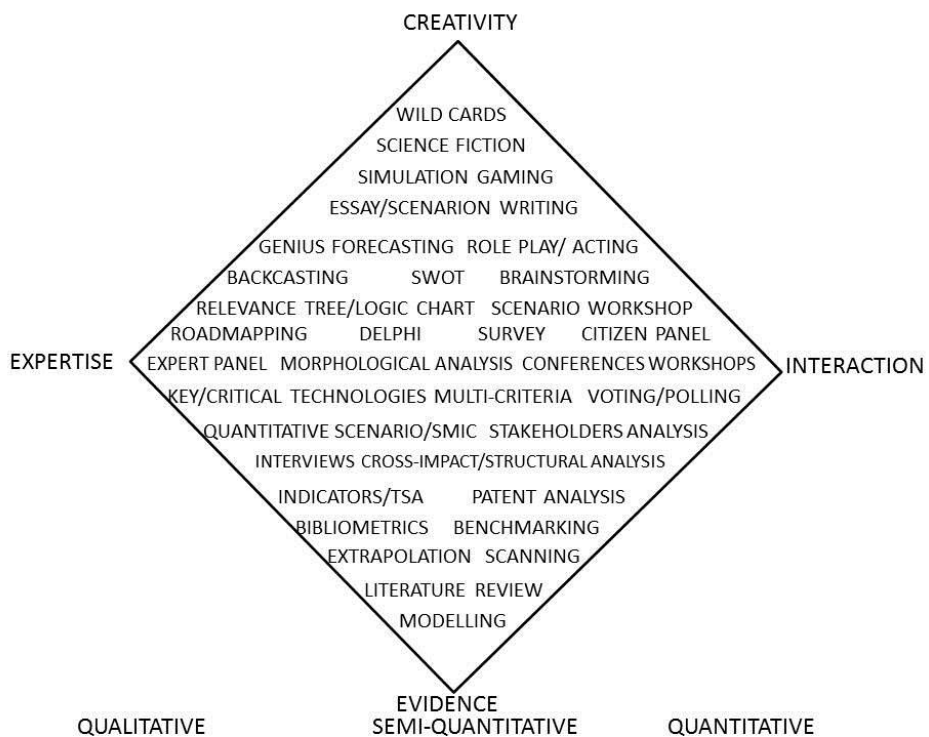 CREATIVITY
WILD CARDS
SCIENCE FICTION
SIMULATION GAMING
ESSAY/SCENARION WRITING
GENIUS FORECASTING ROLE PLAY/ ACTING
BACKCASTING SWOT BRAINSTORMING
RELEVANCE TREE/LOGIC CHART SCENARIO WORKSHOP
ROADMAPPING DELPHI SURVEY CITIZEN PANEL
EXPERTISE EXPERT PANEL MORPHOLOGICAL ANALYSIS CONFERENCES WORKSHOPS INTERACTION
KEY/CRITICAL TECHNOLOGIES MULTI-CRITERIA VOTING/POLLING
QUANTITATIVE SCENARIO/SMIC STAKEHOLDERS ANALYSIS
INTERVIEWS CROSS-IMPACT/STRUCTURAL ANALYSIS
INDICATORS/TSA PATENT ANALYSIS
BIBLIOMETRICS BENCHMARKING
EXTRAPOLATION SCANNING
LITERATURE REVIEW
MODELLING
EVIDENCE
QUALITATIVE SEMI-QUANTITATIVE QUANTITATIVE